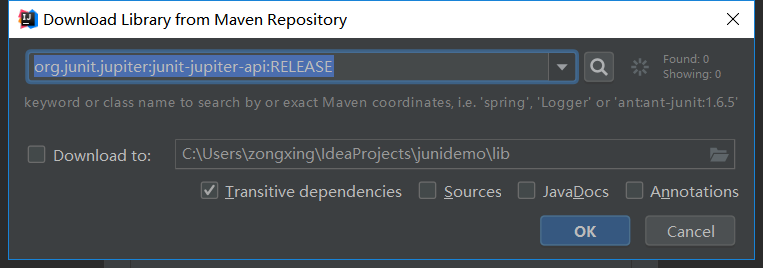 Download Library from Maven Repository
org.junit.jupiter:junit-jupiter-api:RELEASE
Found: 0
Showing: 0
keyword or class name to search by or exact Maven coordinates, i.e. 'spring', 'Logger' or 'ant:ant-junit:1.6.5'
Download to:
C:\Users\zongxing\IdeaProjects\junidemo\lib
Transitive dependencies
Sources
JavaDocs
Annotations
OK
Cancel